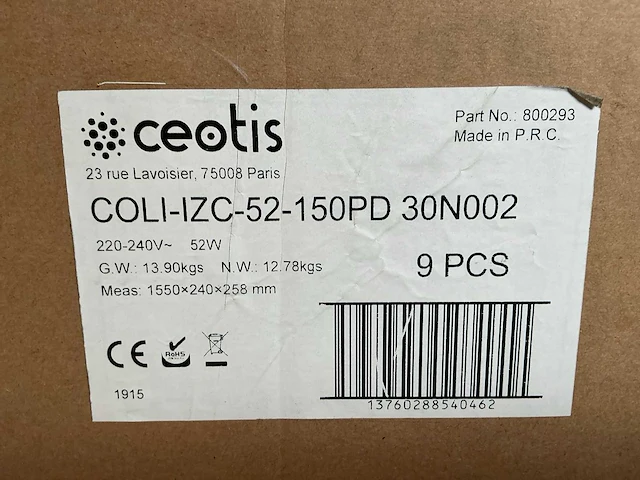 ceotis
Part No.: 800293
Made in P.R.C.
23 rue Lavoisier, 75008 Paris
COLI-IZC-52-150PD 30N002
220-240V~ 52W
G.W.: 13.90kgs N.W.: 12.78kgs
9 PCS
Meas: 1550×240×258 mm
CE RoHS
1915
13760288540462